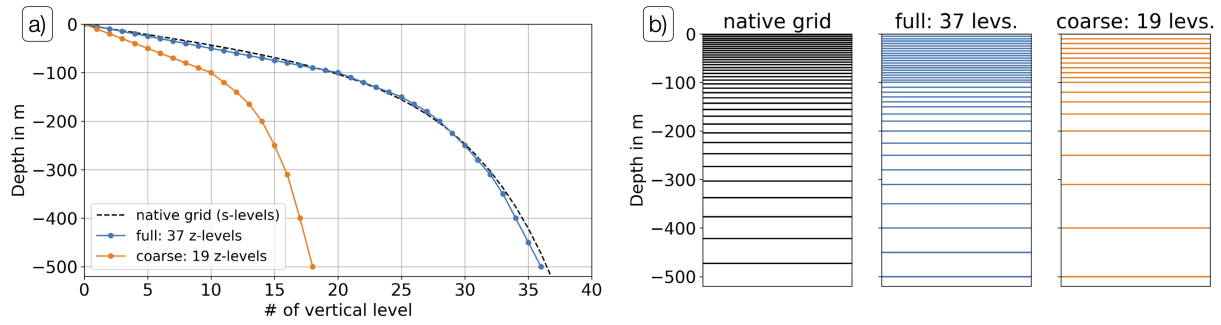 a)
0
−100
−200
−300
−400
−500
Depth in m
native grid (s-levels)
full: 37 z-levels
coarse: 19 z-levels
0 5 10 15 20 25 30 35 40
# of vertical level
b)
native grid full: 37 levs. coarse: 19 levs.
0
−100
−200
−300
−400
−500
Depth in m